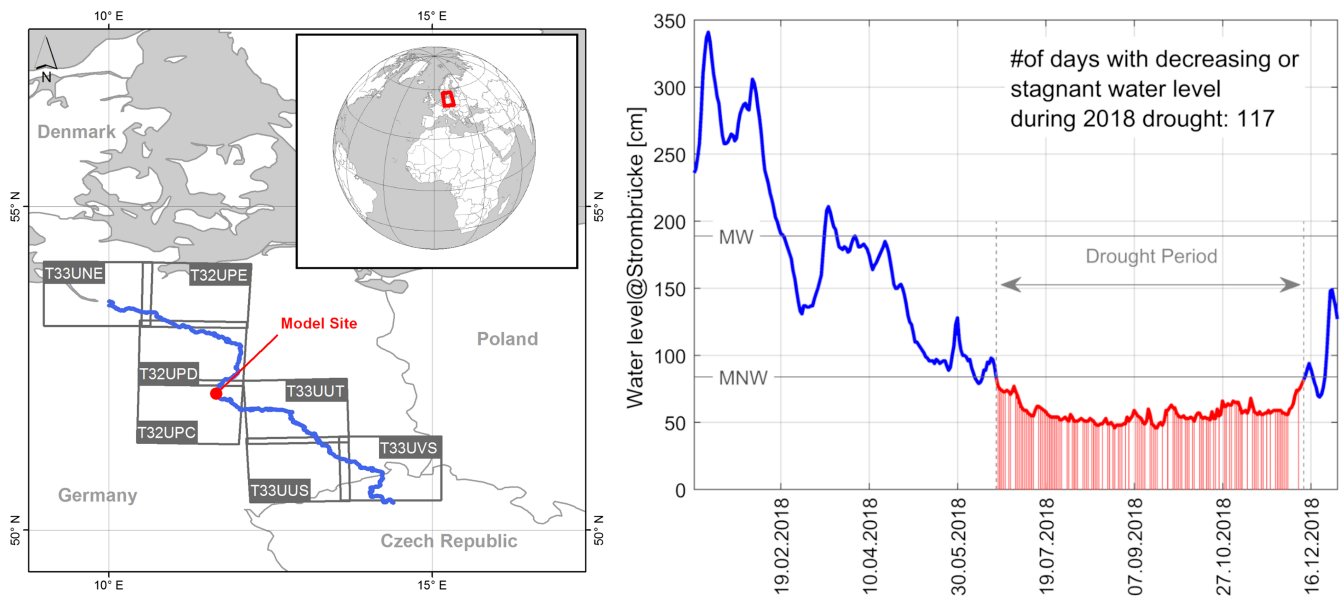 10° E
15° E
N
Denmark
55° N
55° N
T33UNE
T32UPE
Model Site
Poland
T32UPD
T33UUT
T32UPC
T33UVS
T33UUS
Germany
Czech Republic
50° N
50° N
10° E
15° E
Water level@Strombrücke [cm]
350
300
250
200
150
100
50
0
#of days with decreasing or
stagnant water level
during 2018 drought: 117
MW
Drought Period
MNW
19.02.2018
10.04.2018
30.05.2018
19.07.2018
07.09.2018
27.10.2018
16.12.2018